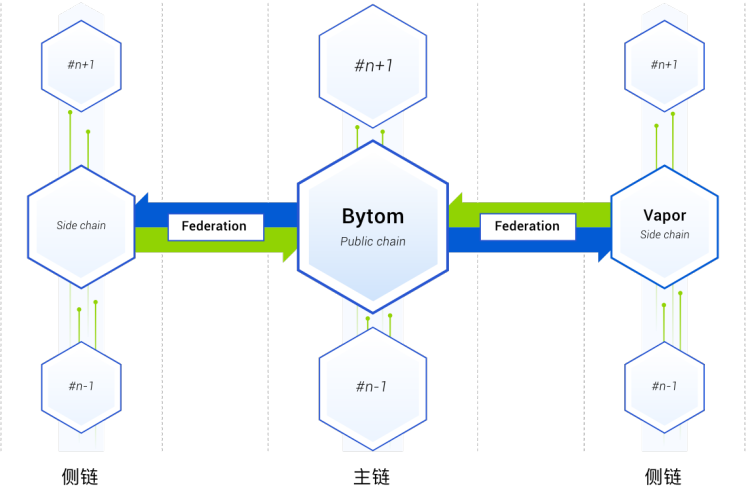 #n+1
#n+1
#n+1
Side chain
Federation
Bytom
Public chain
Federation
Vapor
Side chain
#n-1
#n-1
#n-1
侧链
主链
侧链